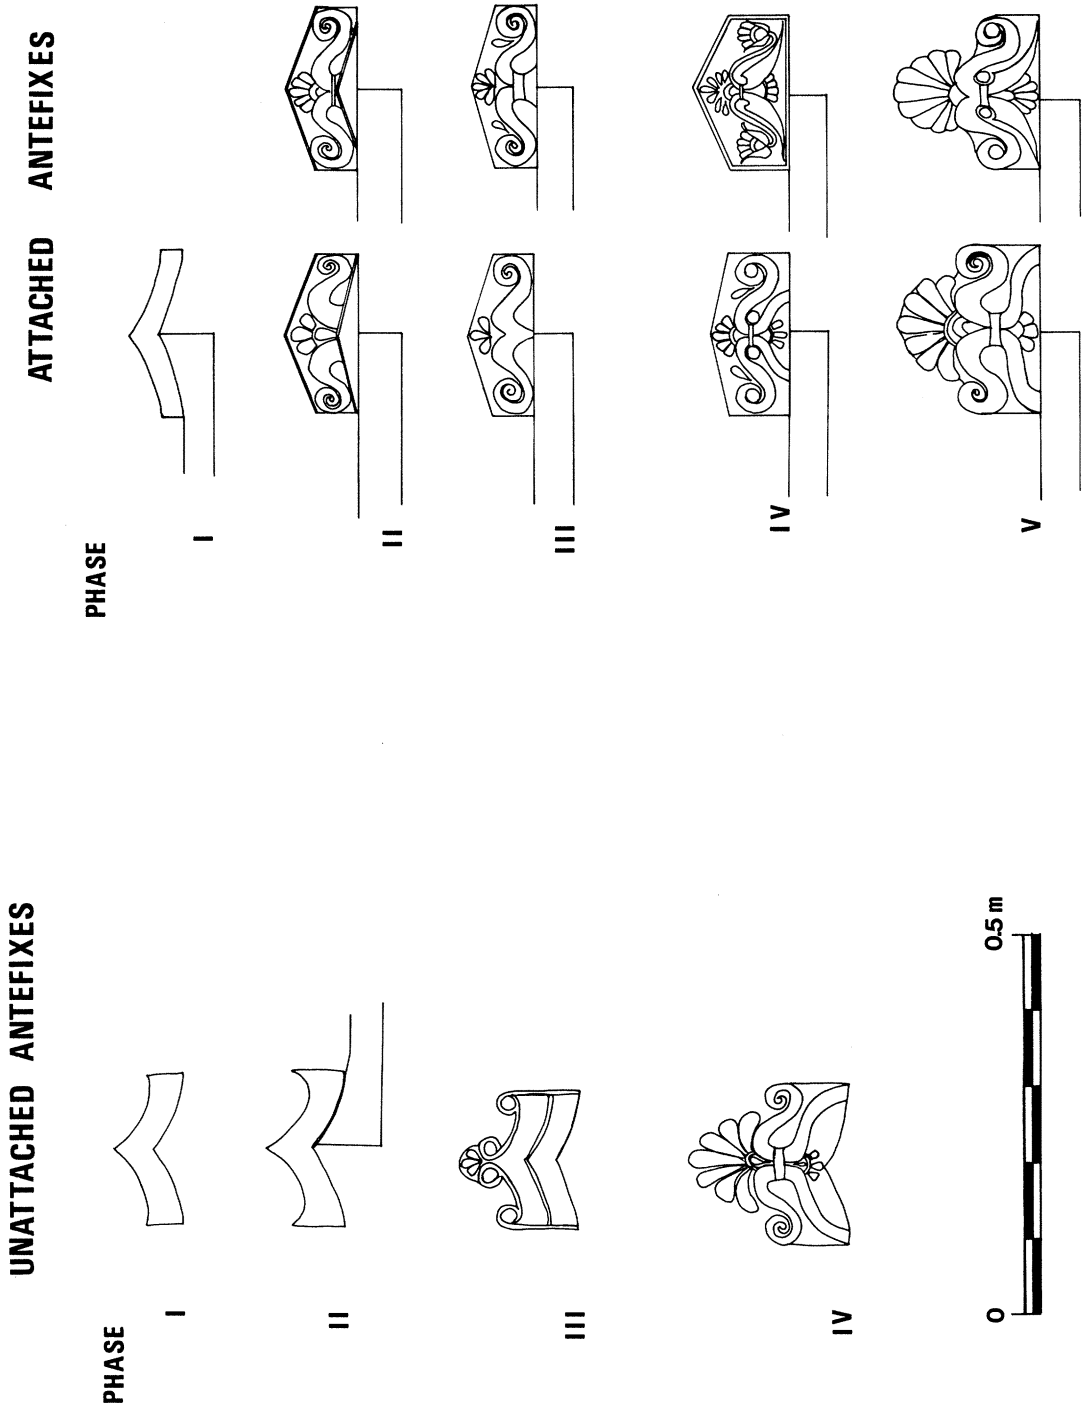 UNATTACHED ANTEFIXES
PHASE
I
II
III
IV
0 0.5 m
ATTACHED ANTEFIXES
PHASE
I
II
III
IV
V